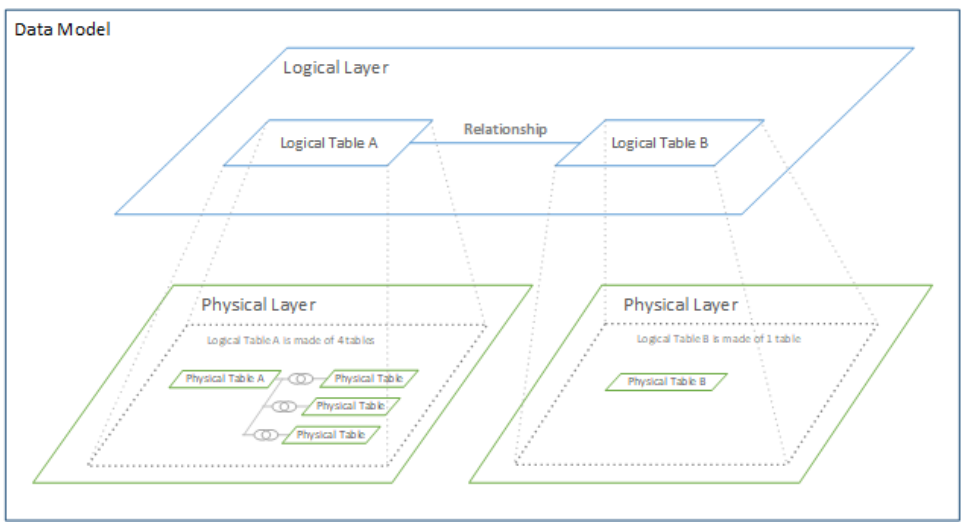 Data Model
Logical Layer
Logical Table A
Relationship
Logical Table B
Physical Layer
Logical Table A is made of 4 tables
Physical Table A
Physical Table
Physical Table
Physical Table
Physical Layer
Logical Table B is made of 1 table
Physical Table B